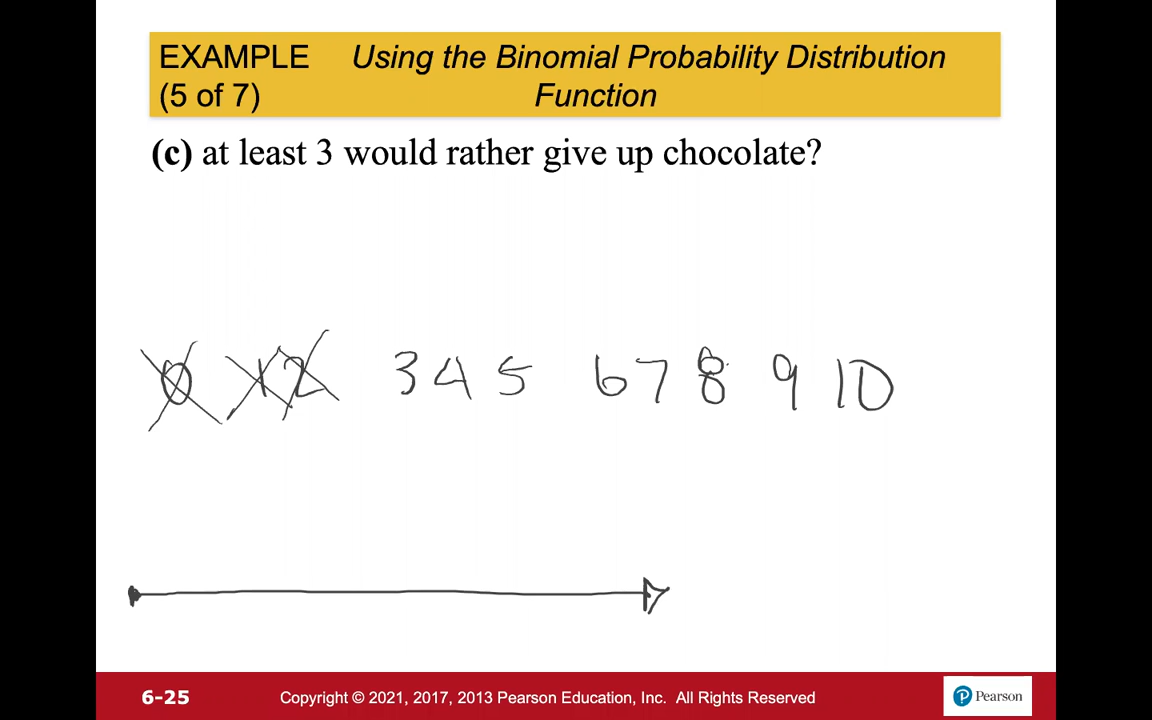 EXAMPLE Using the Binomial Probability Distribution
(5 of 7) Function
(c) at least 3 would rather give up chocolate?
0 1 2 3 4 5 6 7 8 9 10
6-25 Copyright © 2021, 2017, 2013 Pearson Education, Inc. All Rights Reserved P Pearson